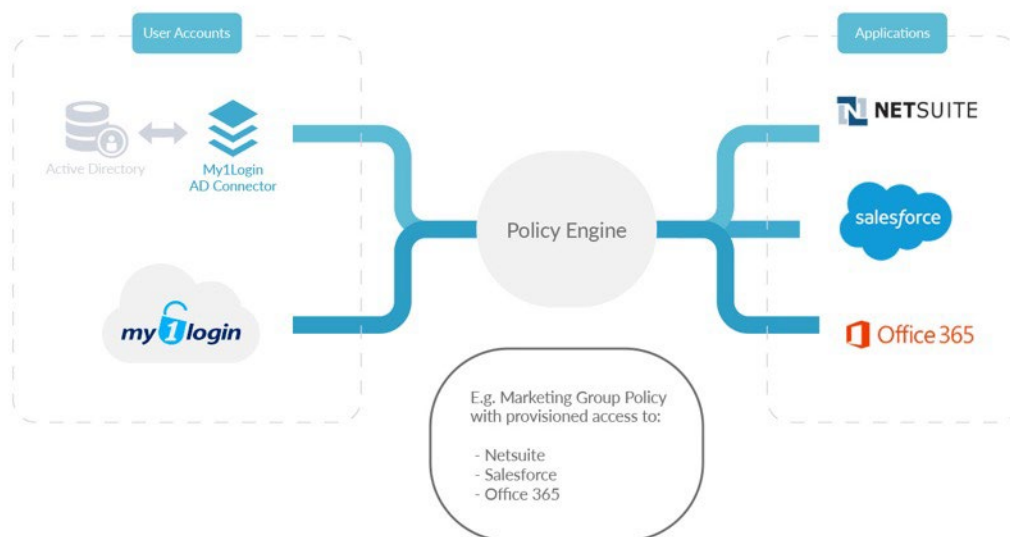 User Accounts
Applications
Active Directory
My1Login
AD Connector
NETSUITE
salesforce
Policy Engine
my1login
Office 365
E.g. Marketing Group Policy
with provisioned access to:
- Netsuite
- Salesforce
- Office 365